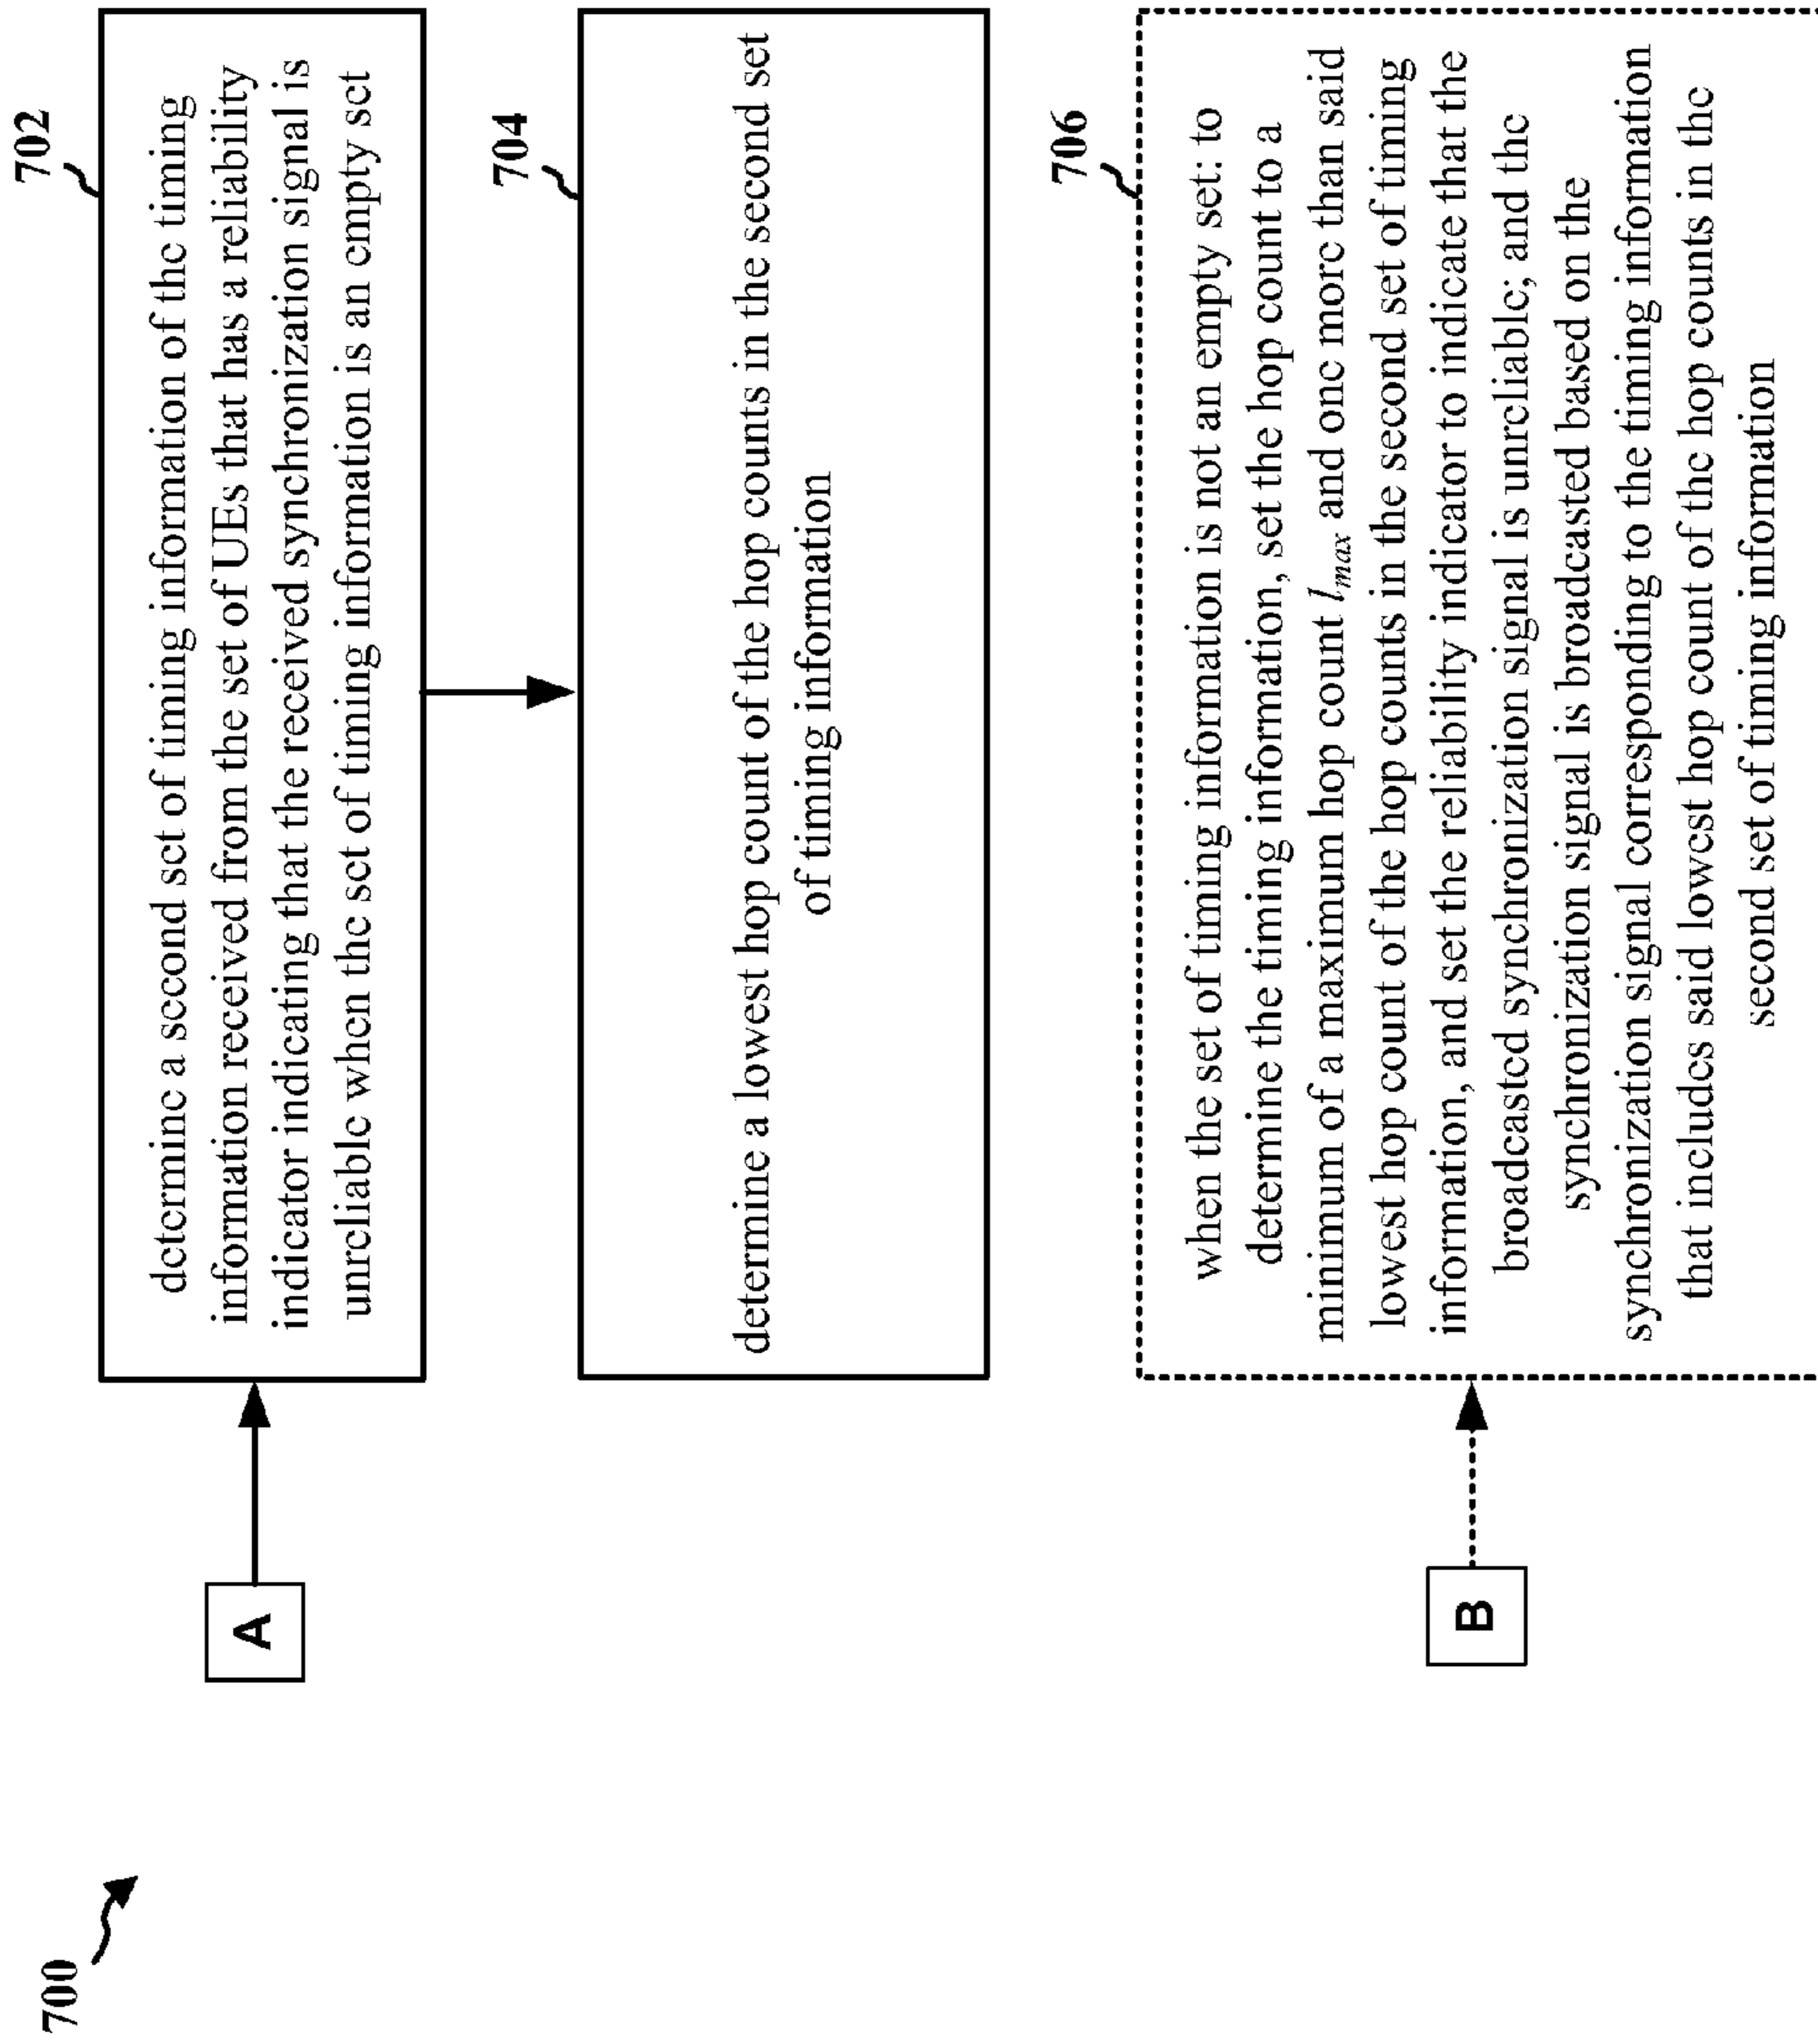 700
A
702
determine a second set of timing information of the timing
information received from the set of UEs that has a reliability
indicator indicating that the received synchronization signal is
unreliable when the set of timing information is an empty set
704
determine a lowest hop count of the hop counts in the second set
of timing information
B
706
when the set of timing information is not an empty set: to
determine the timing information, set the hop count to a
minimum of a maximum hop count lmax and one more than said
lowest hop count of the hop counts in the second set of timing
information, and set the reliability indicator to indicate that the
broadcasted synchronization signal is unreliable; and the
synchronization signal is broadcasted based on the
synchronization signal corresponding to the timing information
that includes said lowest hop count of the hop counts in the
second set of timing information